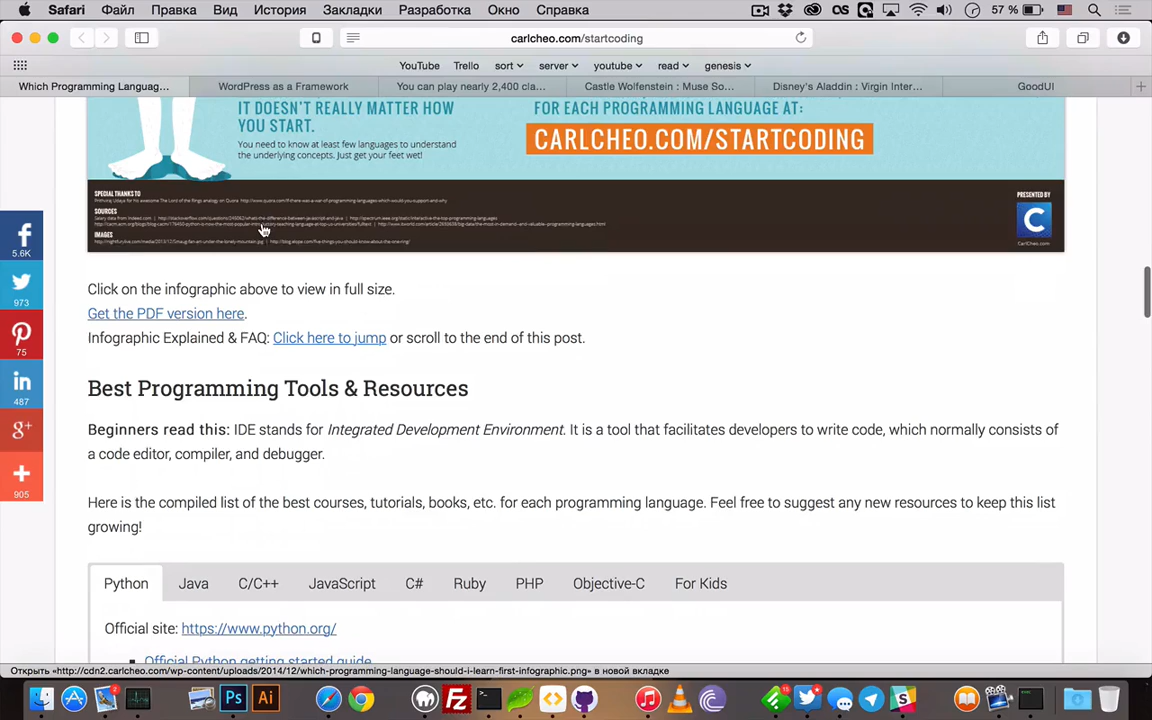 Safari Файл Правка Вид История Закладки Разработка Окно Справка OS 57 %
carlcheo.com/startcoding
YouTube Trello sort server youtube read genesis
Which Programming Languag... WordPress as a Framework You can play nearly 2,400 cla... Castle Wolfenstein : Muse So... Disney's Aladdin : Virgin Inter... GoodUI
IT DOESN'T REALLY MATTER HOW
YOU START.
You need to know at least few languages to understand
the underlying concepts. Just get your feet wet!
FOR EACH PROGRAMMING LANGUAGE AT:
CARLCHEO.COM/STARTCODING
SPECIAL THANKS TO
SOURCES
IMAGES
PRESENTED BY
C
CarlCheo.com
5.6K
973
75
487
905
Click on the infographic above to view in full size.
Get the PDF version here.
Infographic Explained & FAQ: Click here to jump or scroll to the end of this post.
Best Programming Tools & Resources
Beginners read this: IDE stands for Integrated Development Environment. It is a tool that facilitates developers to write code, which normally consists of
a code editor, compiler, and debugger.
Here is the compiled list of the best courses, tutorials, books, etc. for each programming language. Feel free to suggest any new resources to keep this list
growing!
Python Java C/C++ JavaScript C# Ruby PHP Objective-C For Kids
Official site: https://www.python.org/
Official Python getting started guide
Открыть «http://cdn2.carlcheo.com/wp-content/uploads/2014/12/which-programming-language-should-i-learn-first-infographic.png» в новой вкладке
Ps Ai Fz